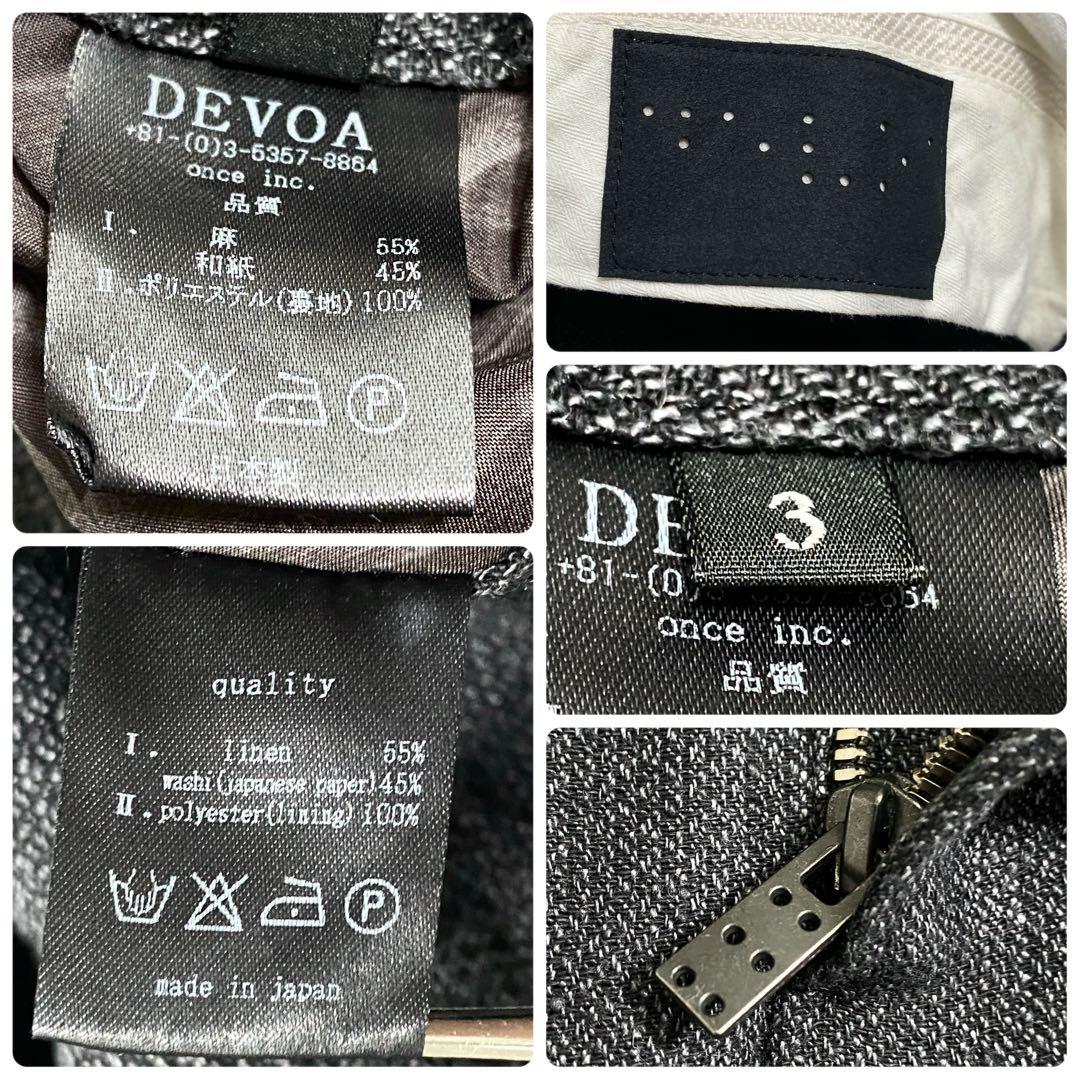 DEVOA
+81-(0)3-5357-8864
once inc.
品質
I. 麻 55%
和紙 45%
II.ポリエステル(裏地)100%
P
日本製
3
DE
+81-(0)
8864
once inc.
品質
quality
I. linen 55%
washi(japanese paper)45%
II.polyester(lining)100%
P
made in japan